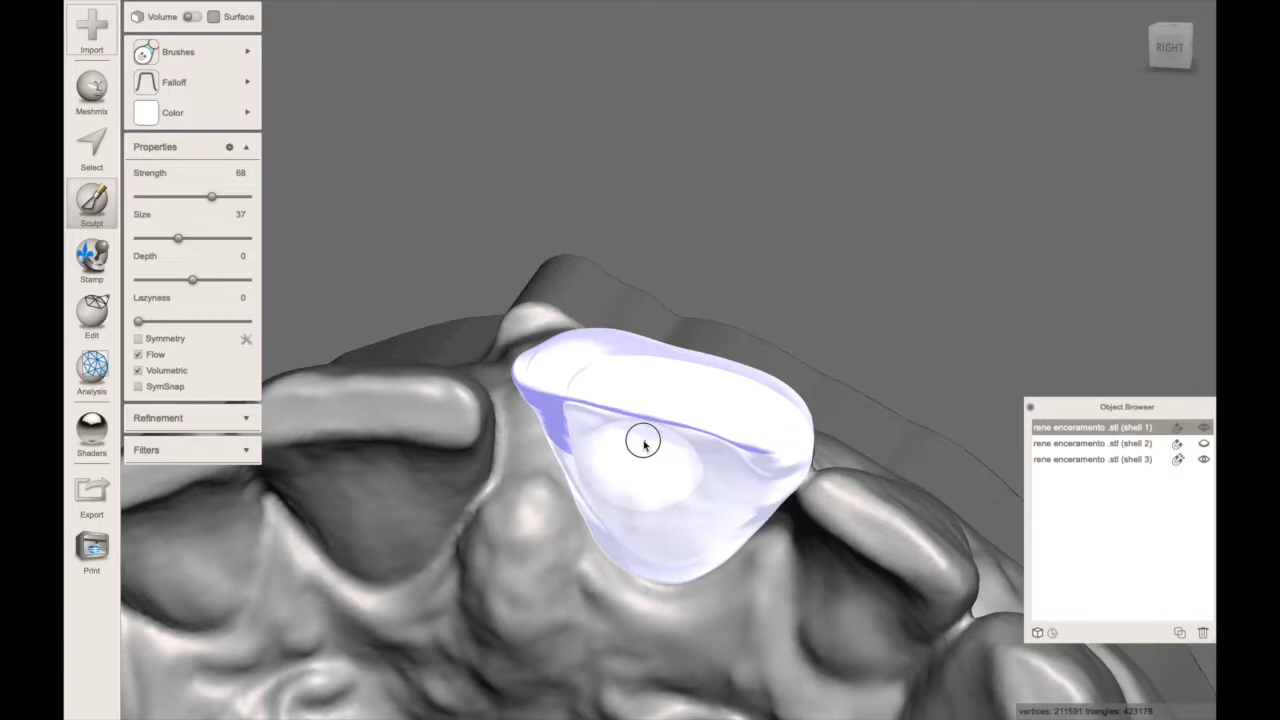 Import
Meshmix
Select
Sculpt
Stamp
Edit
Analysis
Shaders
Export
Print
Volume Surface
Brushes
Falloff
Color
Properties
Strength 68
Size 37
Depth 0
Lazyness 0
Symmetry
Flow
Volumetric
SymSnap
Refinement
Filters
RIGHT
Object Browser
rene enceramento .stl (shell 1)
rene enceramento .stl (shell 2)
rene enceramento .stl (shell 3)
vertices: 211591 triangles: 423178